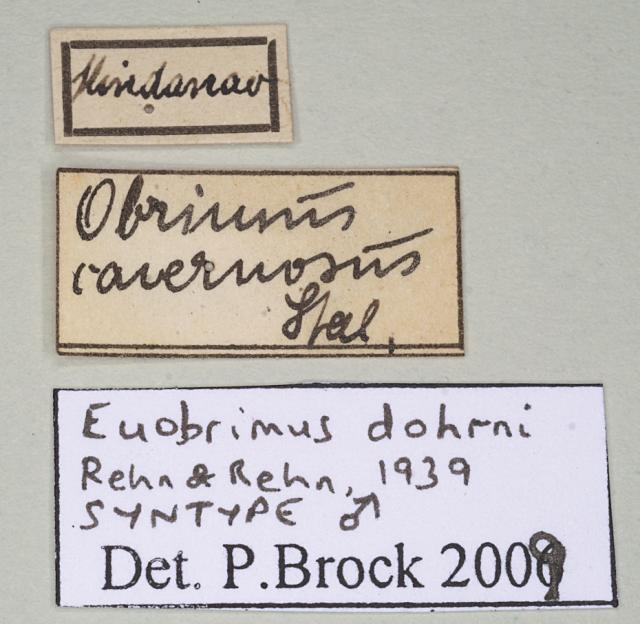 Mindanao
Obrimus
cavernosus
Stal.
Euobrimus dohrni
Rehn & Rehn, 1939
SYNTYPE ♂
Det. P.Brock 2009